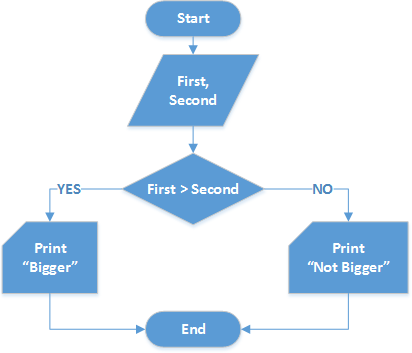 Start
First,
Second
First > Second
YES
NO
Print
“Bigger”
Print
“Not Bigger”
End